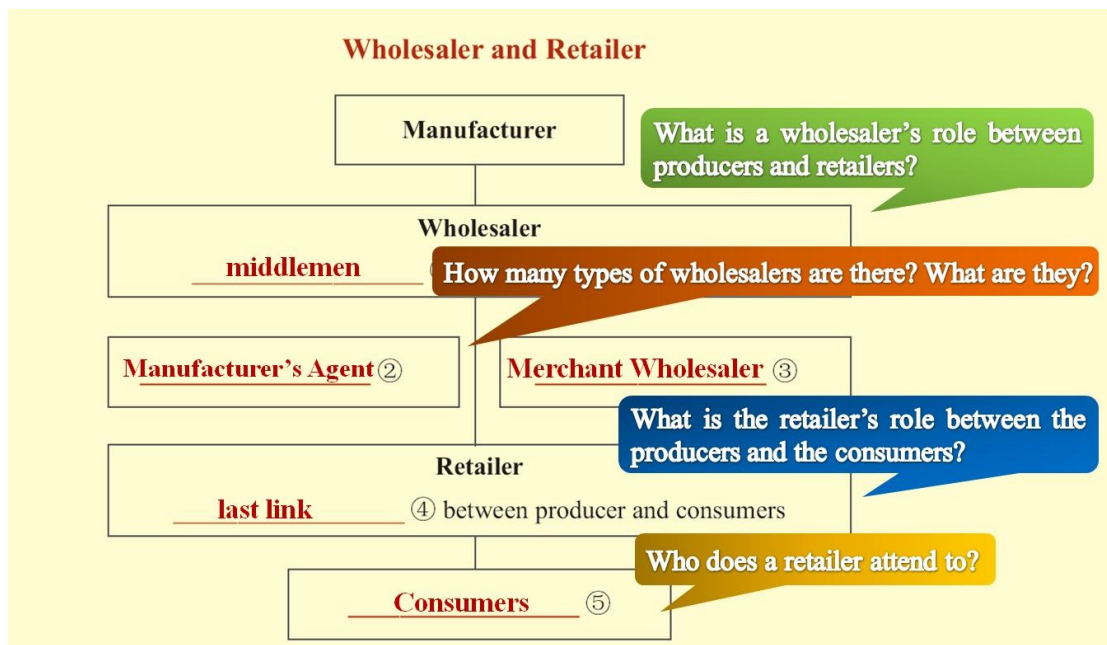 Wholesaler and Retailer
Manufacturer
What is a wholesaler's role between
producers and retailers?
Wholesaler
middlemen
How many types of wholesalers are there? What are they?
Manufacturer's Agent ②
Merchant Wholesaler ③
What is the retailer's role between the
producers and the consumers?
Retailer
last link ④ between producer and consumers
Who does a retailer attend to?
Consumers ⑤